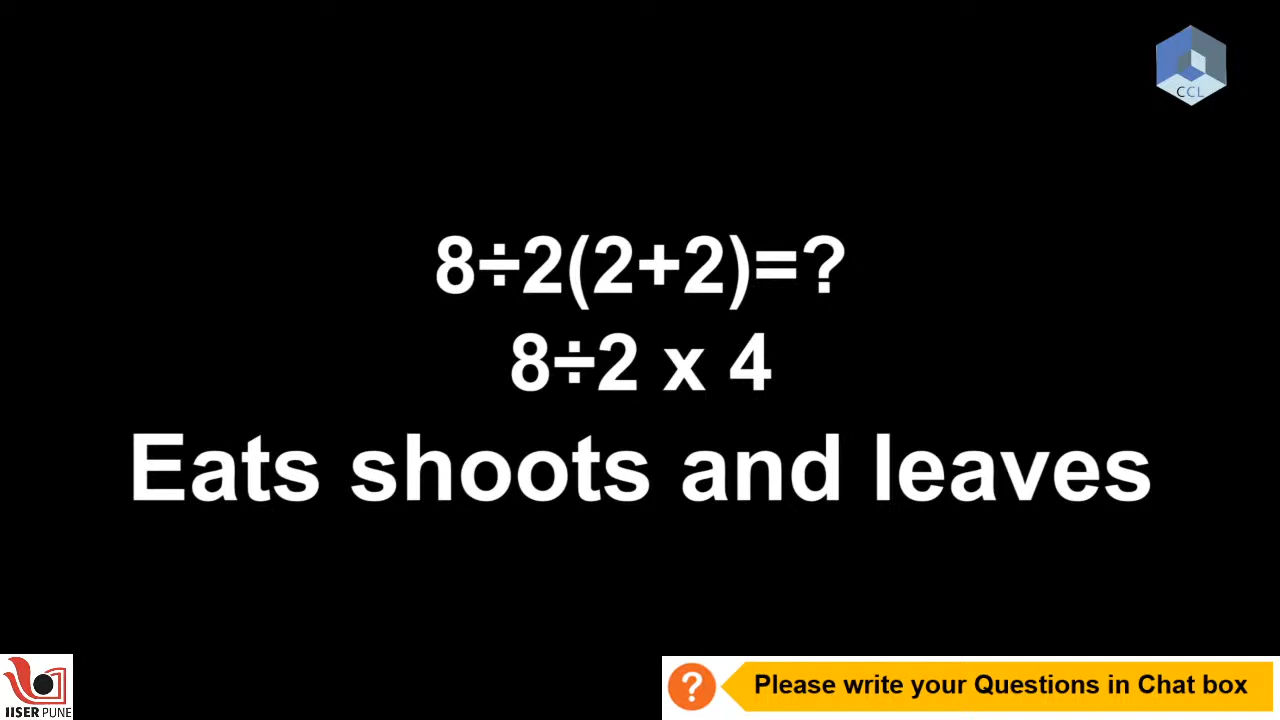 CCL
8÷2(2+2)=?
8÷2 x 4
Eats shoots and leaves
IISER PUNE
? Please write your Questions in Chat box